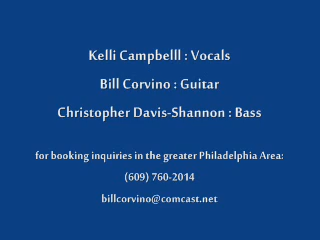 Kelli Campbelll : Vocals
Bill Corvino : Guitar
Christopher Davis-Shannon : Bass
for booking inquiries in the greater Philadelphia Area:
(609) 760-2014
billcorvino@comcast.net